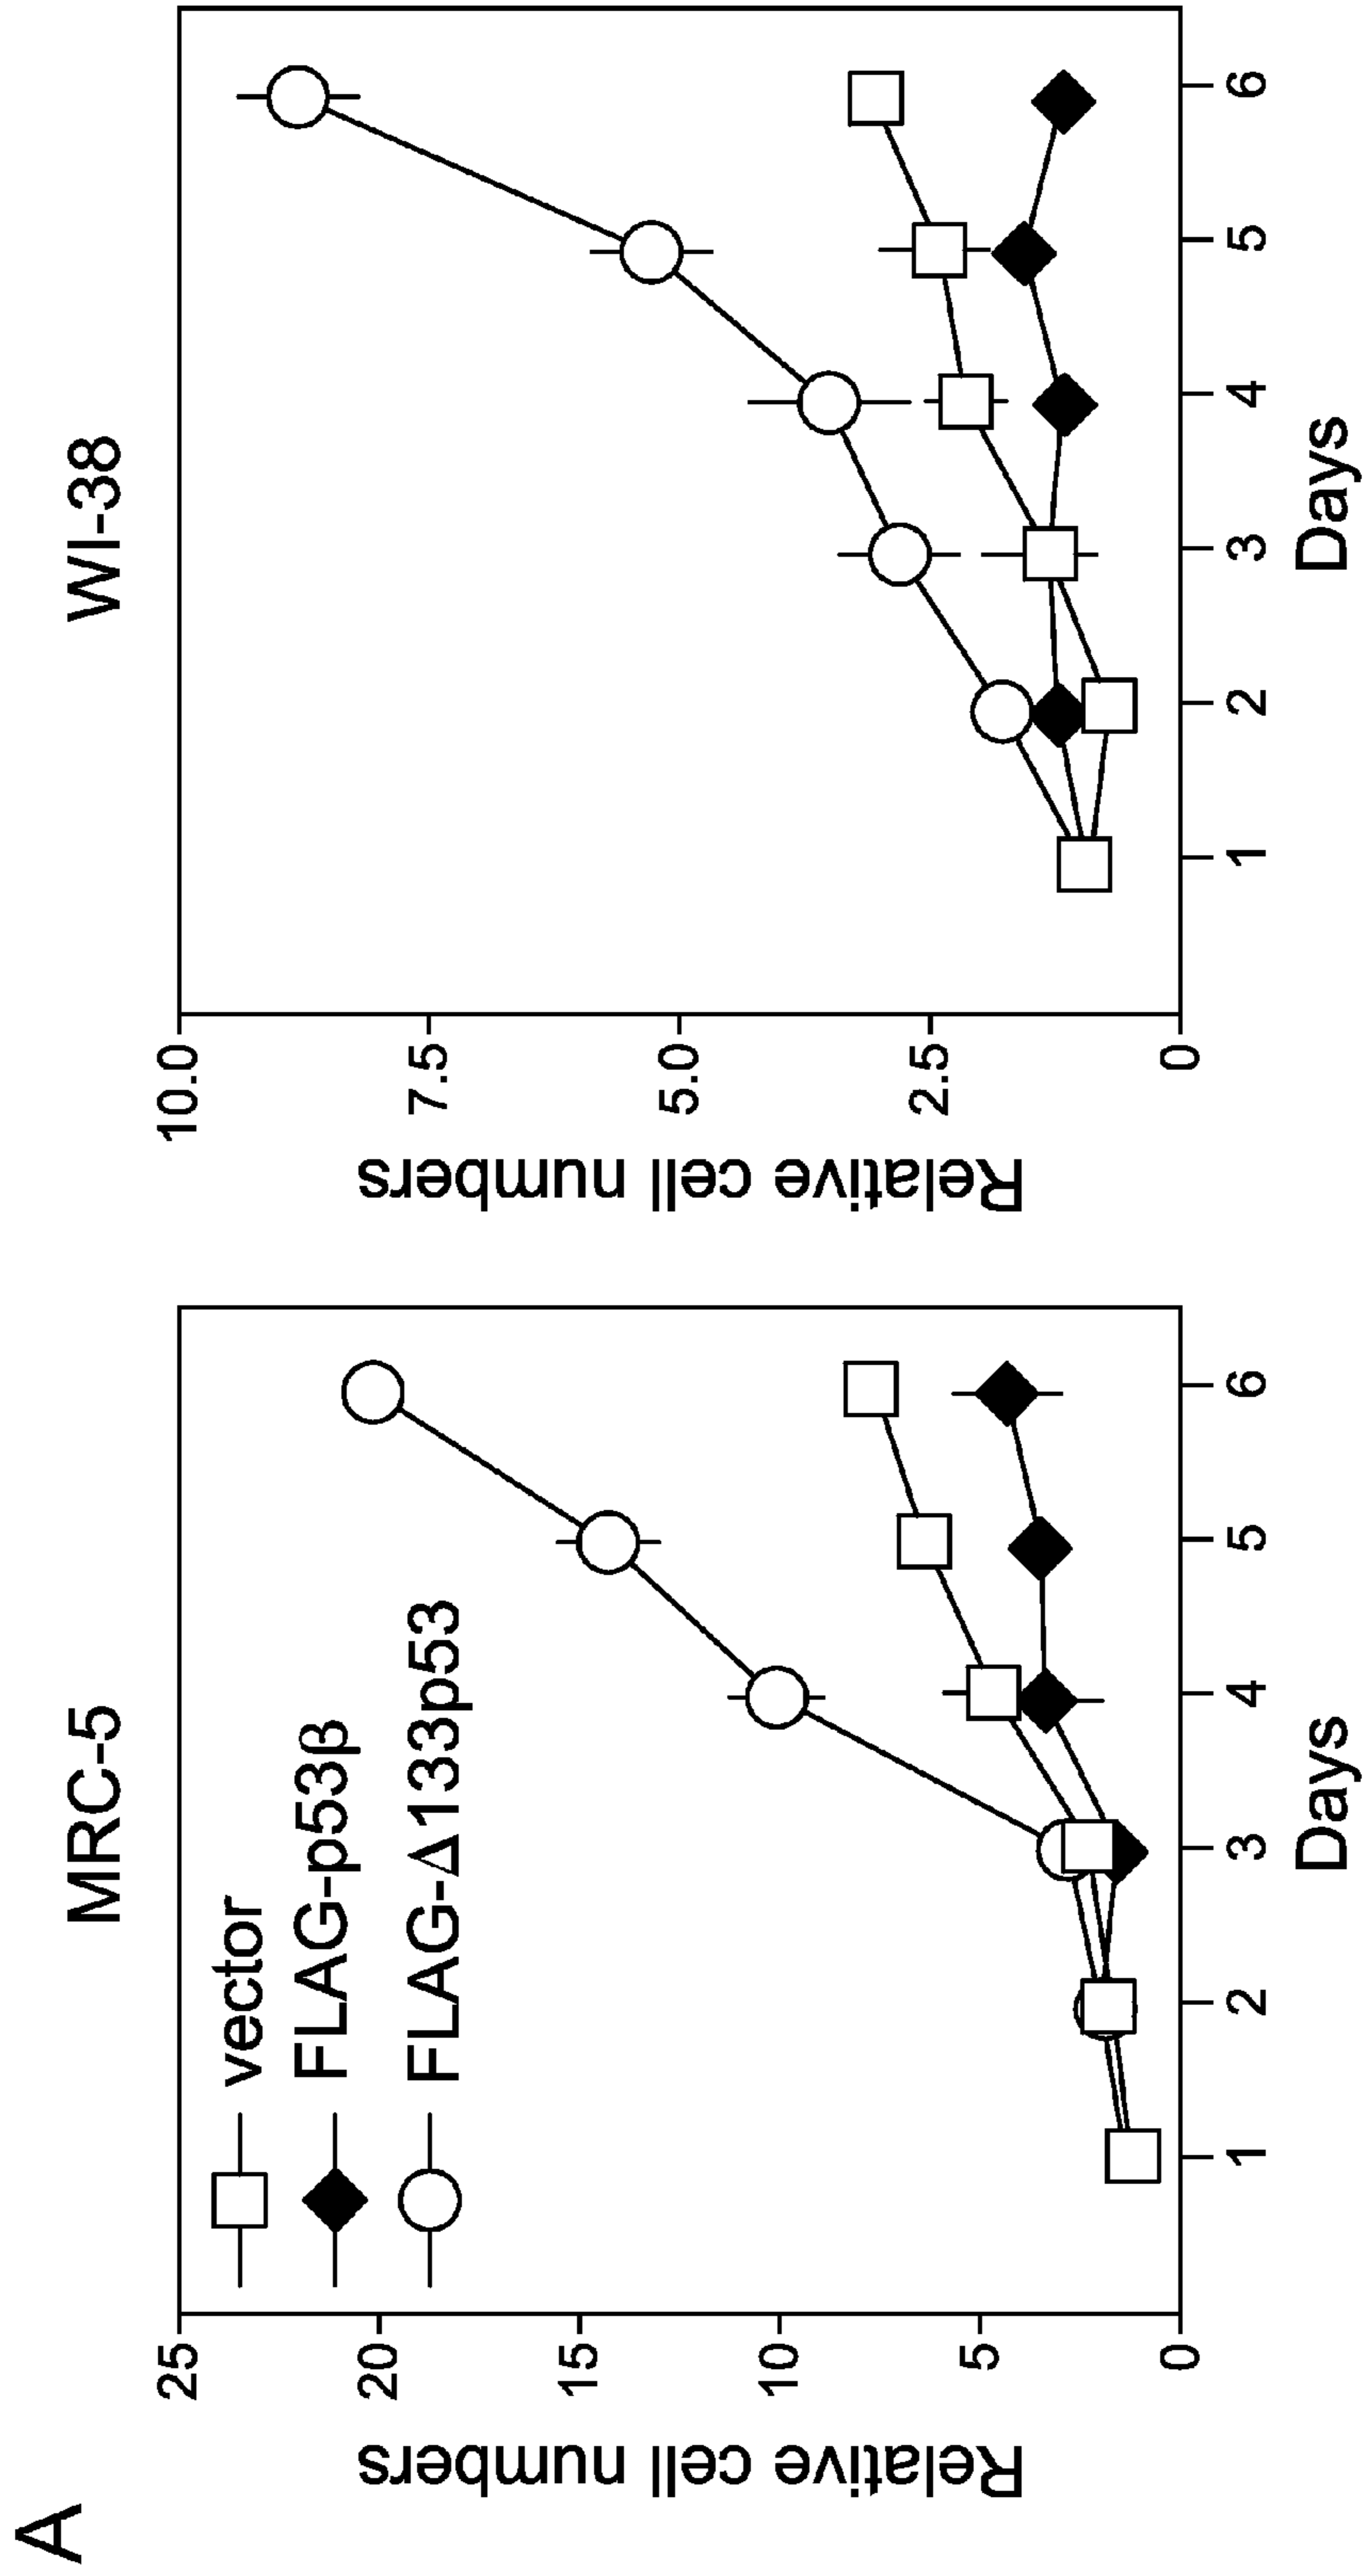 A
MRC-5
Relative cell numbers
25
20
15
10
5
0
vector
FLAG-p53β
FLAG-Δ133p53
1 2 3 4 5 6
Days
WI-38
Relative cell numbers
10.0
7.5
5.0
2.5
0
1 2 3 4 5 6
Days